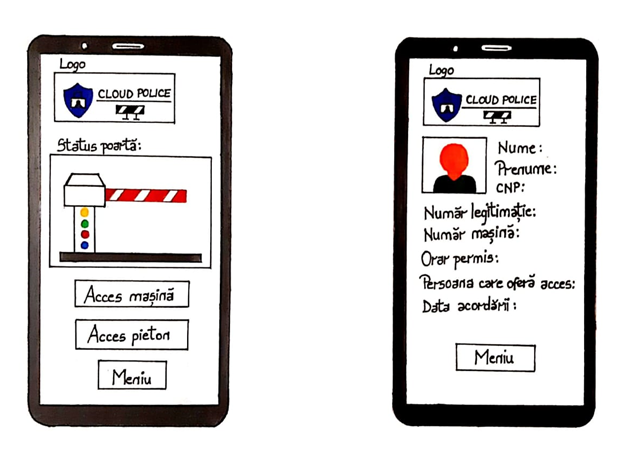 Logo
CLOUD POLICE
Status poartă:
Acces mașină
Acces pieton
Meniu
Logo
CLOUD POLICE
Nume:
Prenume:
CNP:
Număr legitimație:
Număr mașină:
Orar permis:
Persoana care oferă acces:
Data acordării:
Meniu